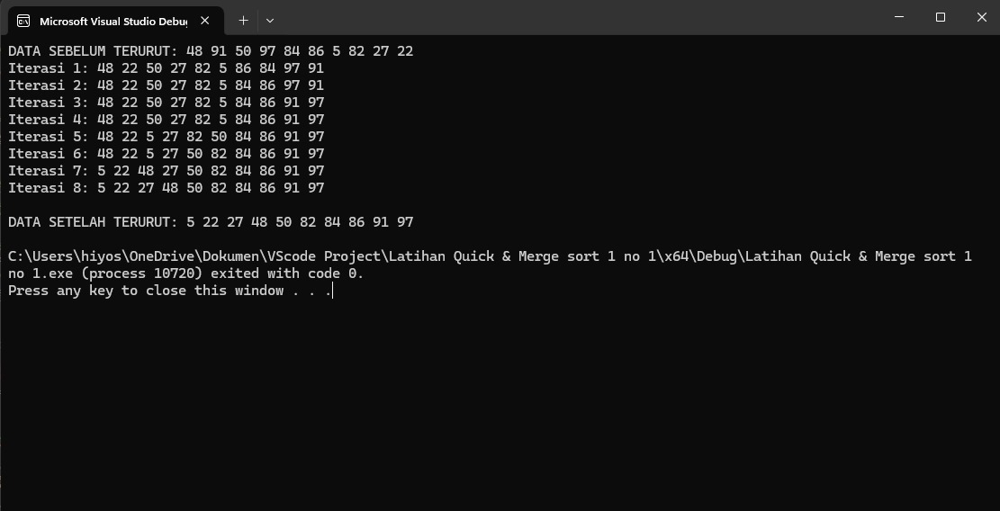 Microsoft Visual Studio Debu
DATA SEBELUM TERURUT: 48 91 50 97 84 86 5 82 27 22
Iterasi 1: 48 22 50 27 82 5 86 84 97 91
Iterasi 2: 48 22 50 27 82 5 84 86 97 91
Iterasi 3: 48 22 50 27 82 5 84 86 91 97
Iterasi 4: 48 22 50 27 82 5 84 86 91 97
Iterasi 5: 48 22 5 27 82 50 84 86 91 97
Iterasi 6: 48 22 5 27 50 82 84 86 91 97
Iterasi 7: 5 22 48 27 50 82 84 86 91 97
Iterasi 8: 5 22 27 48 50 82 84 86 91 97
DATA SETELAH TERURUT: 5 22 27 48 50 82 84 86 91 97
C:\Users\hiyos\OneDrive\Dokumen\VScode Project\Latihan Quick & Merge sort 1 no 1\x64\Debug\Latihan Quick & Merge sort 1
no 1.exe (process 10720) exited with code 0.
Press any key to close this window . . .